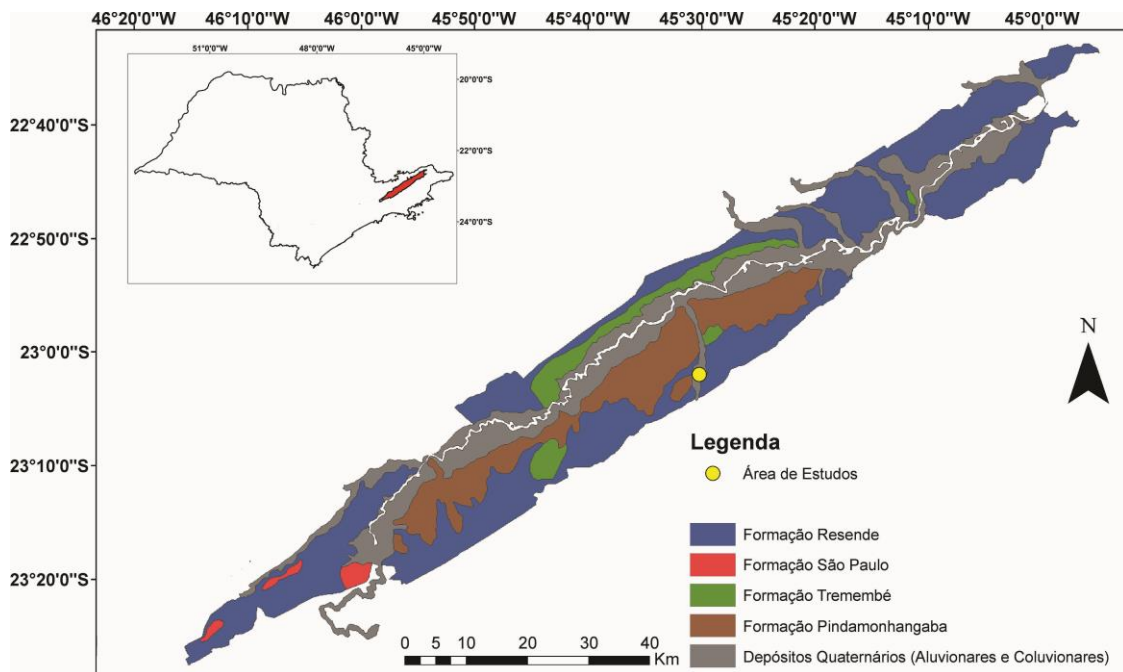 46°20'0"W 46°10'0"W 46°0'0"W 45°50'0"W 45°40'0"W 45°30'0"W 45°20'0"W 45°10'0"W 45°0'0"W
51°0'0"W 48°0'0"W 45°0'0"W
20°0'0"S
22°0'0"S
24°0'0"S
22°40'0"S
22°50'0"S
23°0'0"S
23°10'0"S
23°20'0"S
N
Legenda
Área de Estudos
Formação Resende
Formação São Paulo
Formação Tremembé
Formação Pindamonhangaba
Depósitos Quaternários (Aluvionares e Coluvionares)
0 5 10 20 30 40
Km